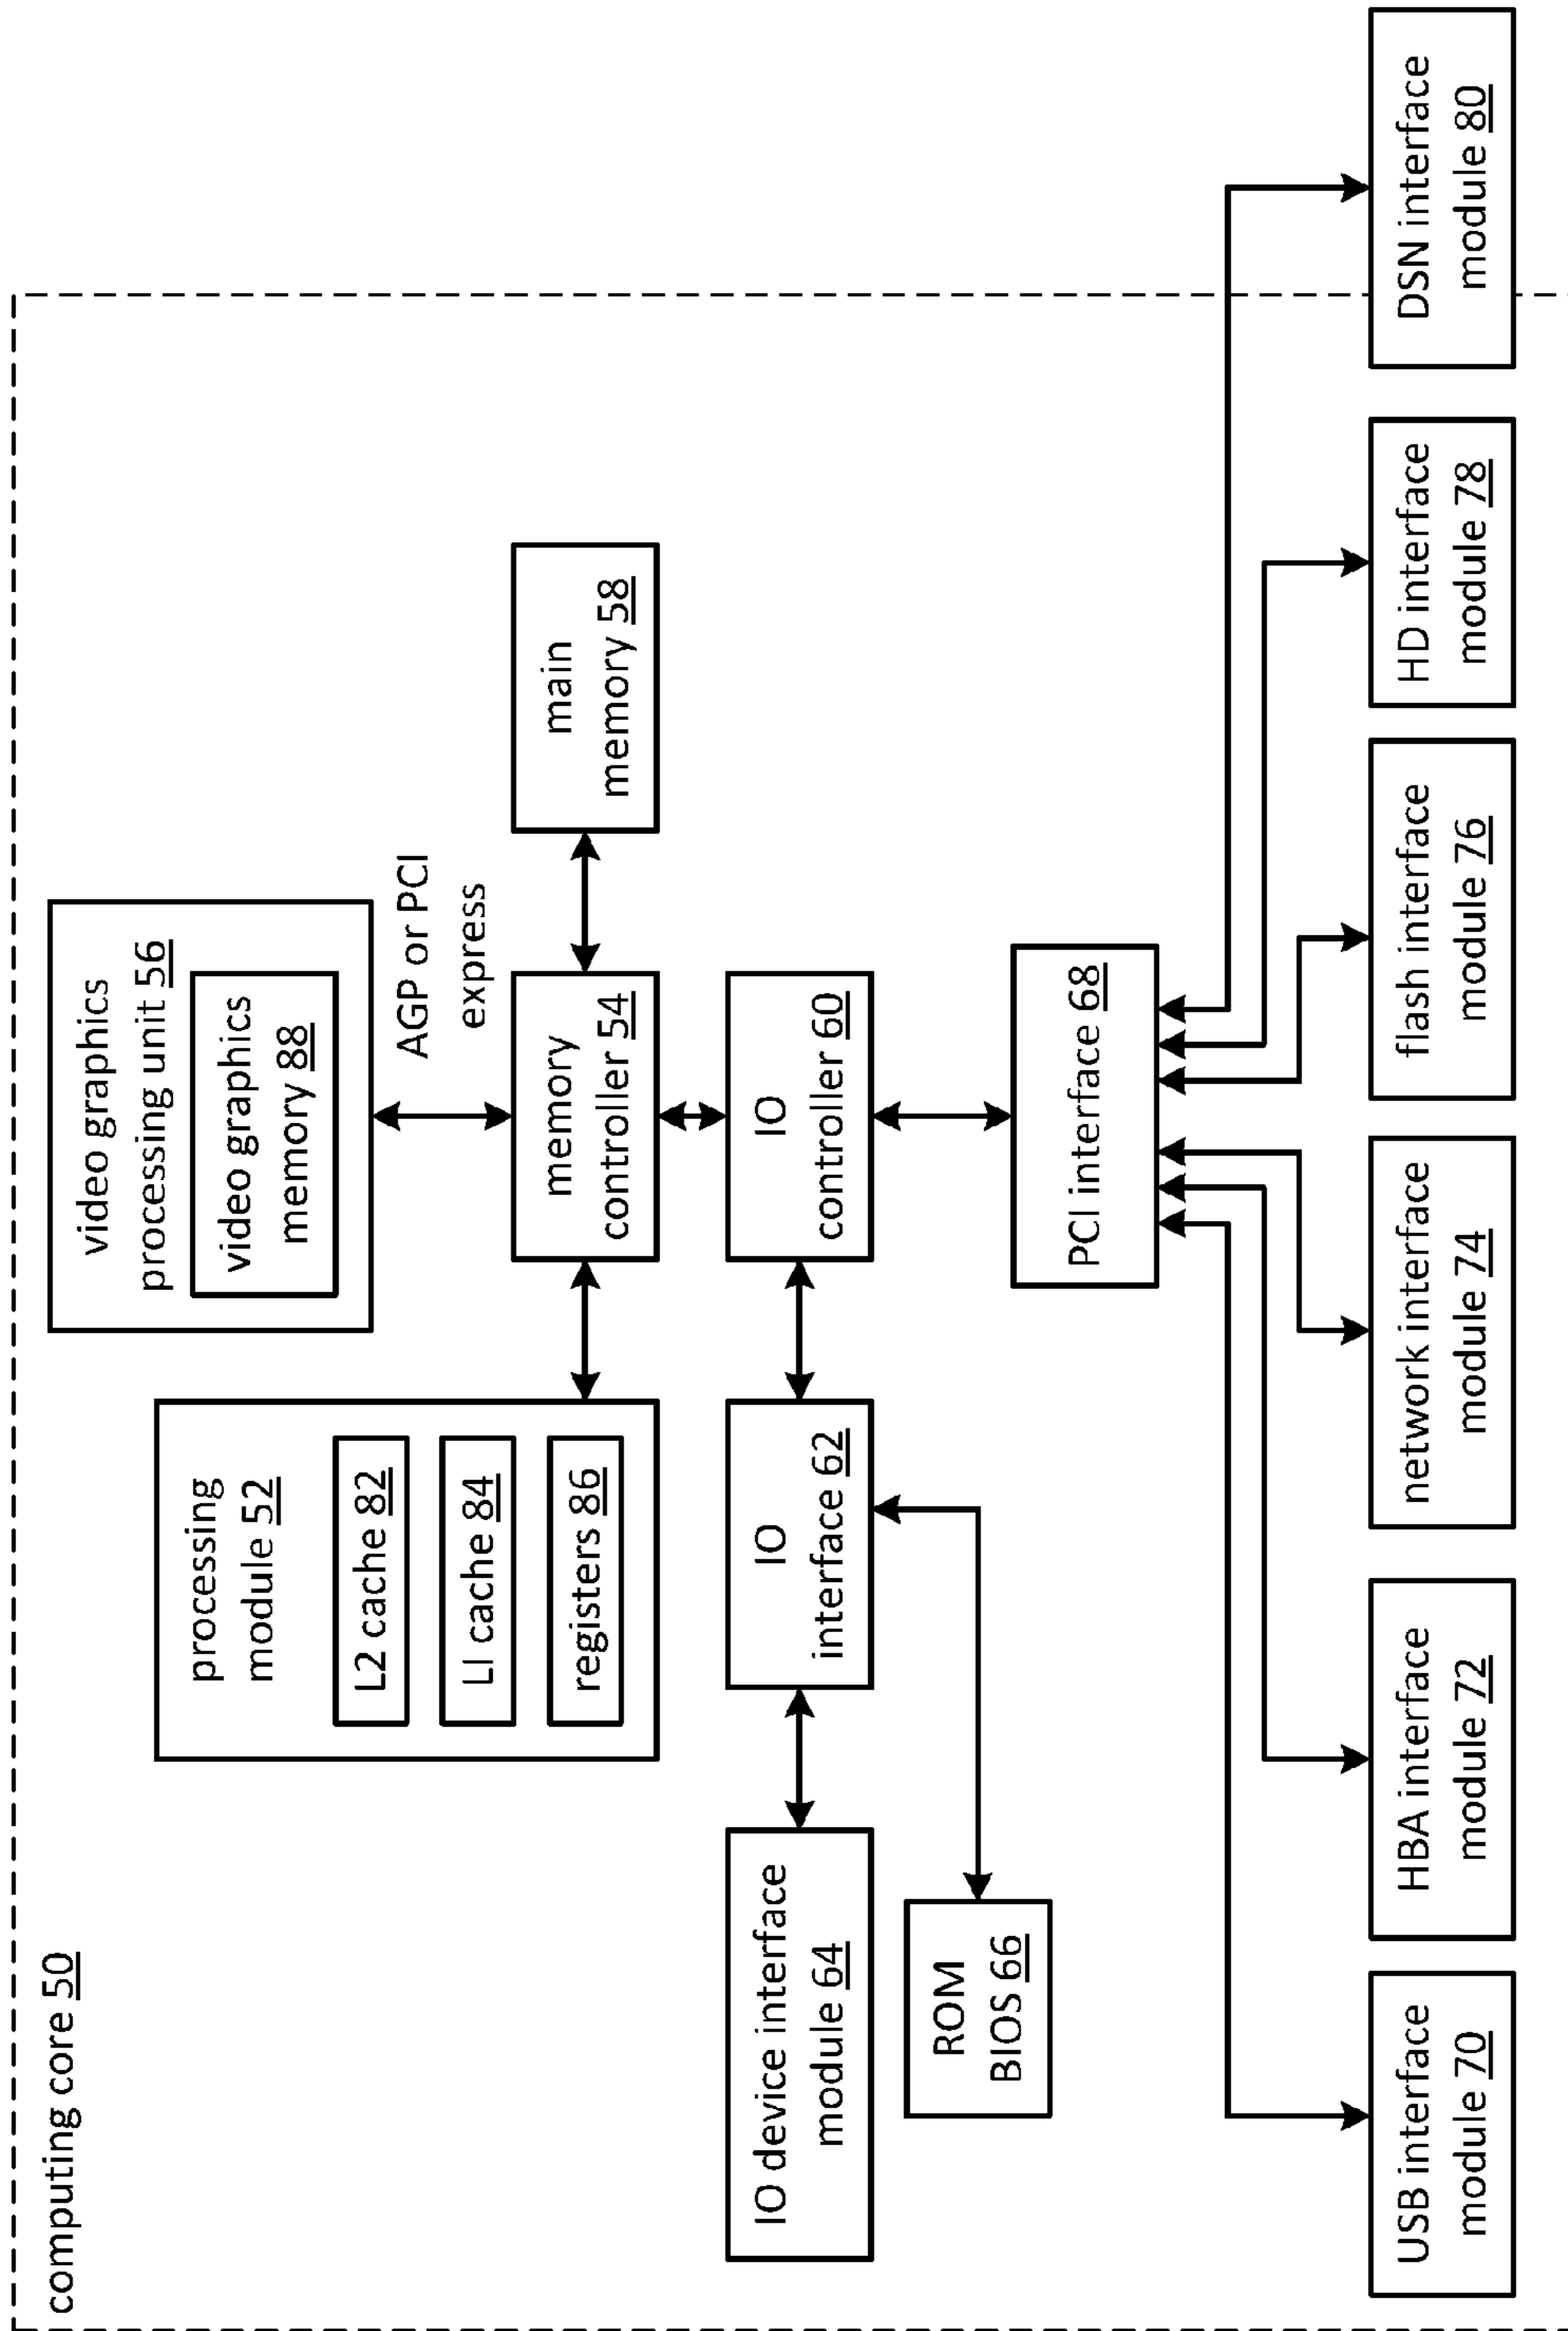 computing core 50
video graphics
processing unit 56
video graphics
memory 88
processing
module 52
L2 cache 82
LI cache 84
registers 86
AGP or PCI
express
memory
controller 54
main
memory 58
IO device interface
module 64
IO
interface 62
IO
controller 60
ROM
BIOS 66
PCI interface 68
USB interface
module 70
HBA interface
module 72
network interface
module 74
flash interface
module 76
HD interface
module 78
DSN interface
module 80